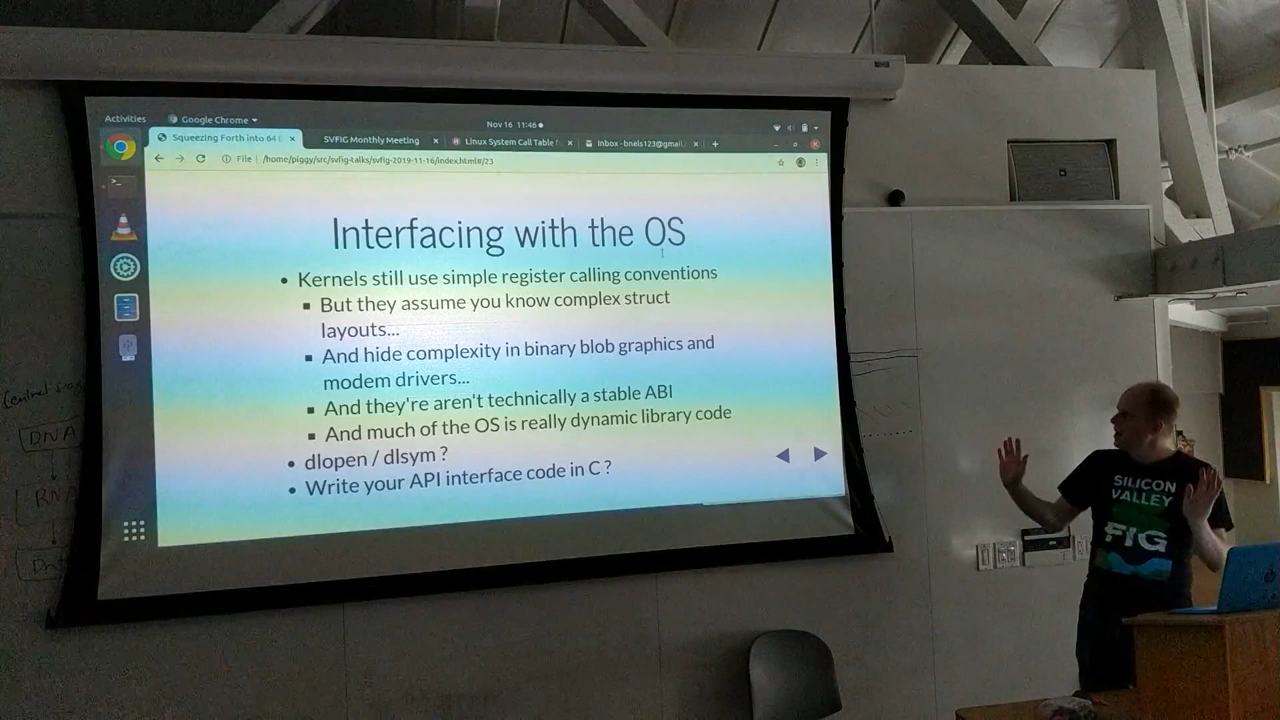 Activities
Google Chrome
Nov 16 11:46
Squeezing Forth into 64
SVFIG Monthly Meeting
Linux System Call Table
Inbox - bnels123@gmail.
File
/home/piggy/src/svfig-talks/svfig-2019-11-16/index.html#/23
Interfacing with the OS
• Kernels still use simple register calling conventions
▪ But they assume you know complex struct
layouts...
▪ And hide complexity in binary blob graphics and
modem drivers...
▪ And they're aren't technically a stable ABI
▪ And much of the OS is really dynamic library code
• dlopen / dlsym ?
• Write your API interface code in C ?
DNA
SILICON
VALLEY
FIG